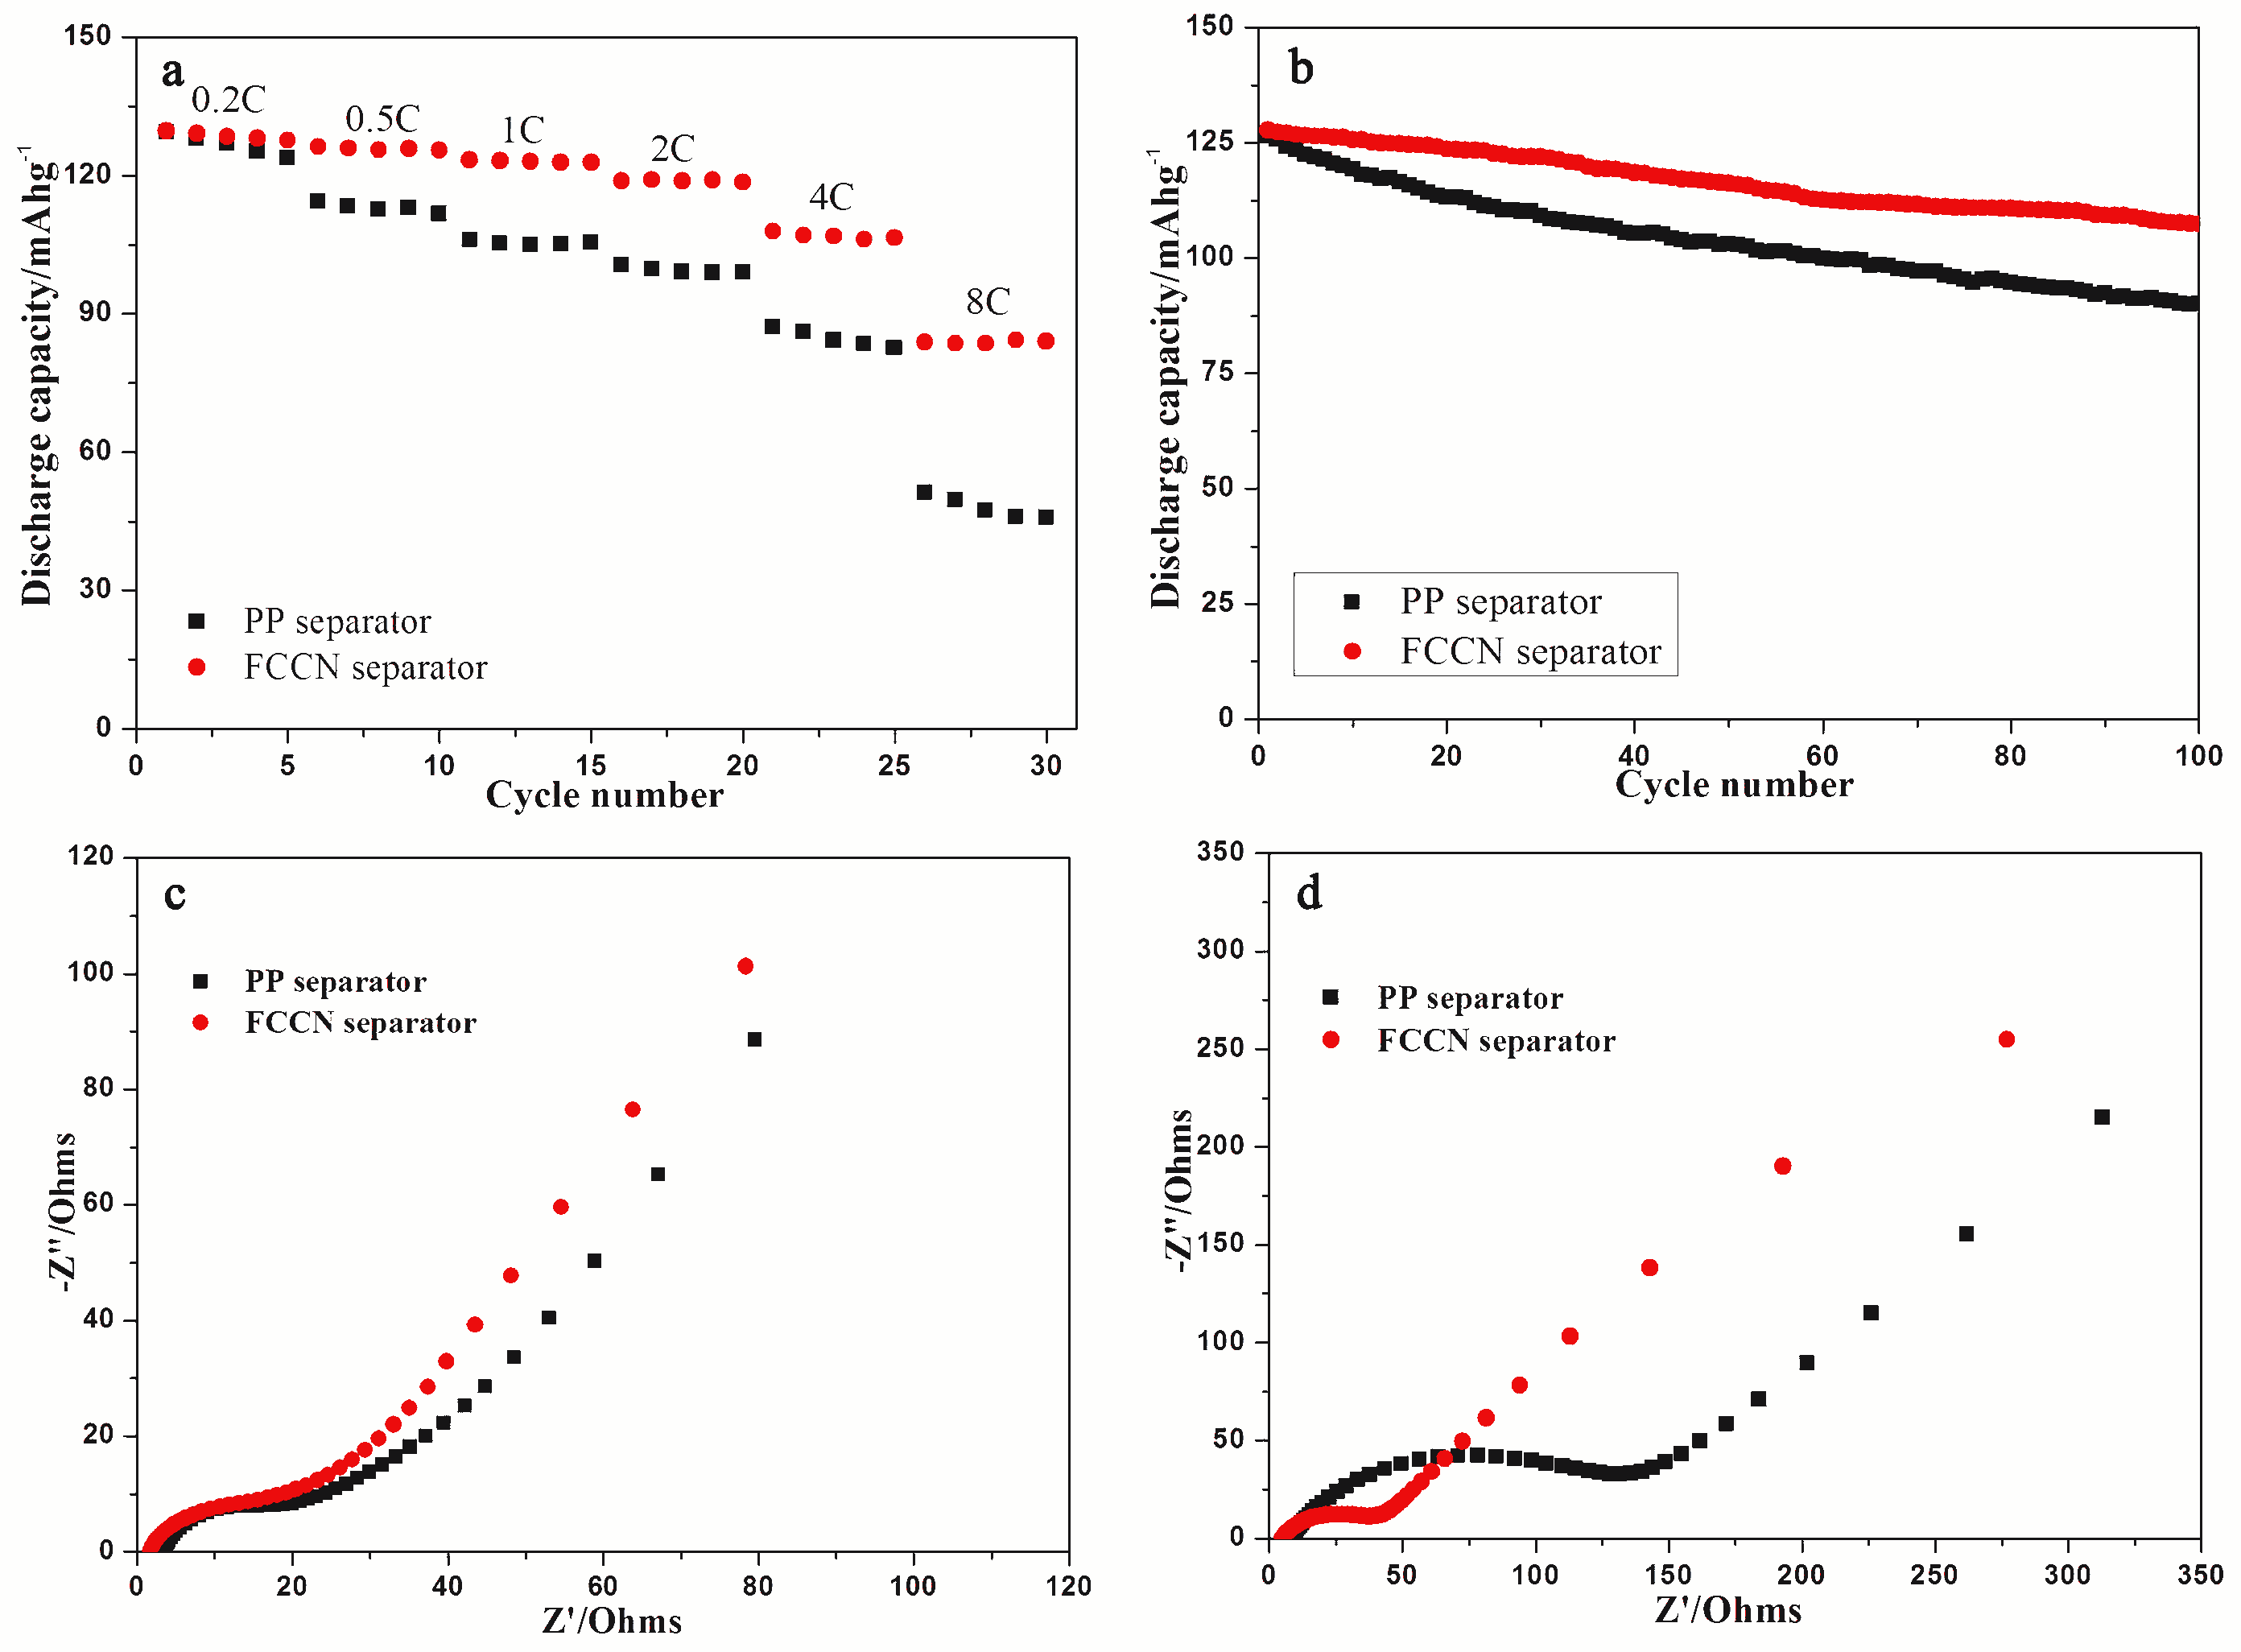 a
0.2C
0.5C
1C
2C
4C
8C
150
120
90
60
30
0
Discharge capacity/mAhg-1
PP separator
FCCN separator
0 5 10 15 20 25 30
Cycle number
b
150
125
100
75
50
25
0
Discharge capacity/mAhg-1
PP separator
FCCN separator
0 20 40 60 80 100
Cycle number
c
120
100
80
60
40
20
0
-Z''/Ohms
PP separator
FCCN separator
0 20 40 60 80 100 120
Z'/Ohms
d
350
300
250
200
150
100
50
0
-Z''/Ohms
PP separator
FCCN separator
0 50 100 150 200 250 300 350
Z'/Ohms